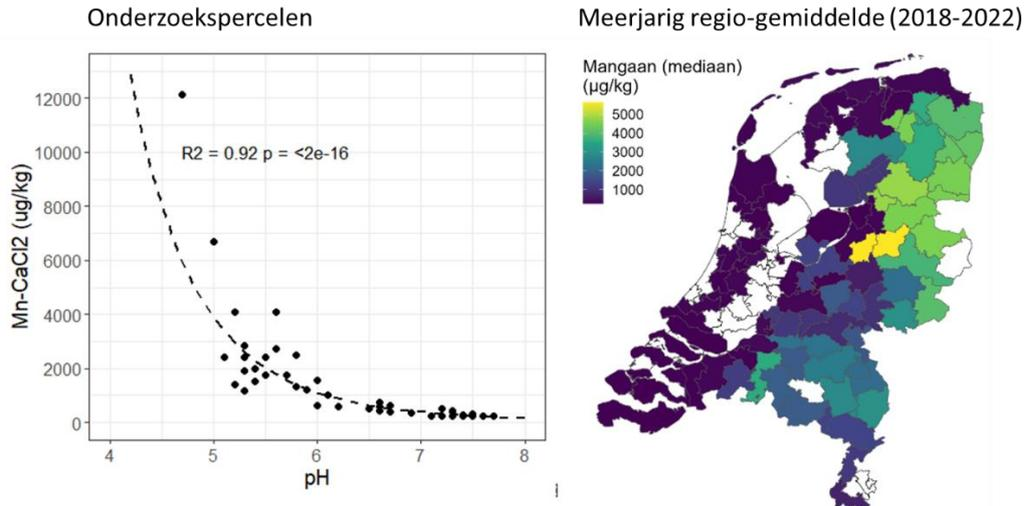 Onderzoekspercelen
Meerjarig regio-gemiddelde (2018-2022)
Mn-CaCl2 (ug/kg)
12000
10000
8000
6000
4000
2000
0
R2 = 0.92 p = <2e-16
4
5
6
7
8
pH
Mangaan (mediaan)
(µg/kg)
5000
4000
3000
2000
1000